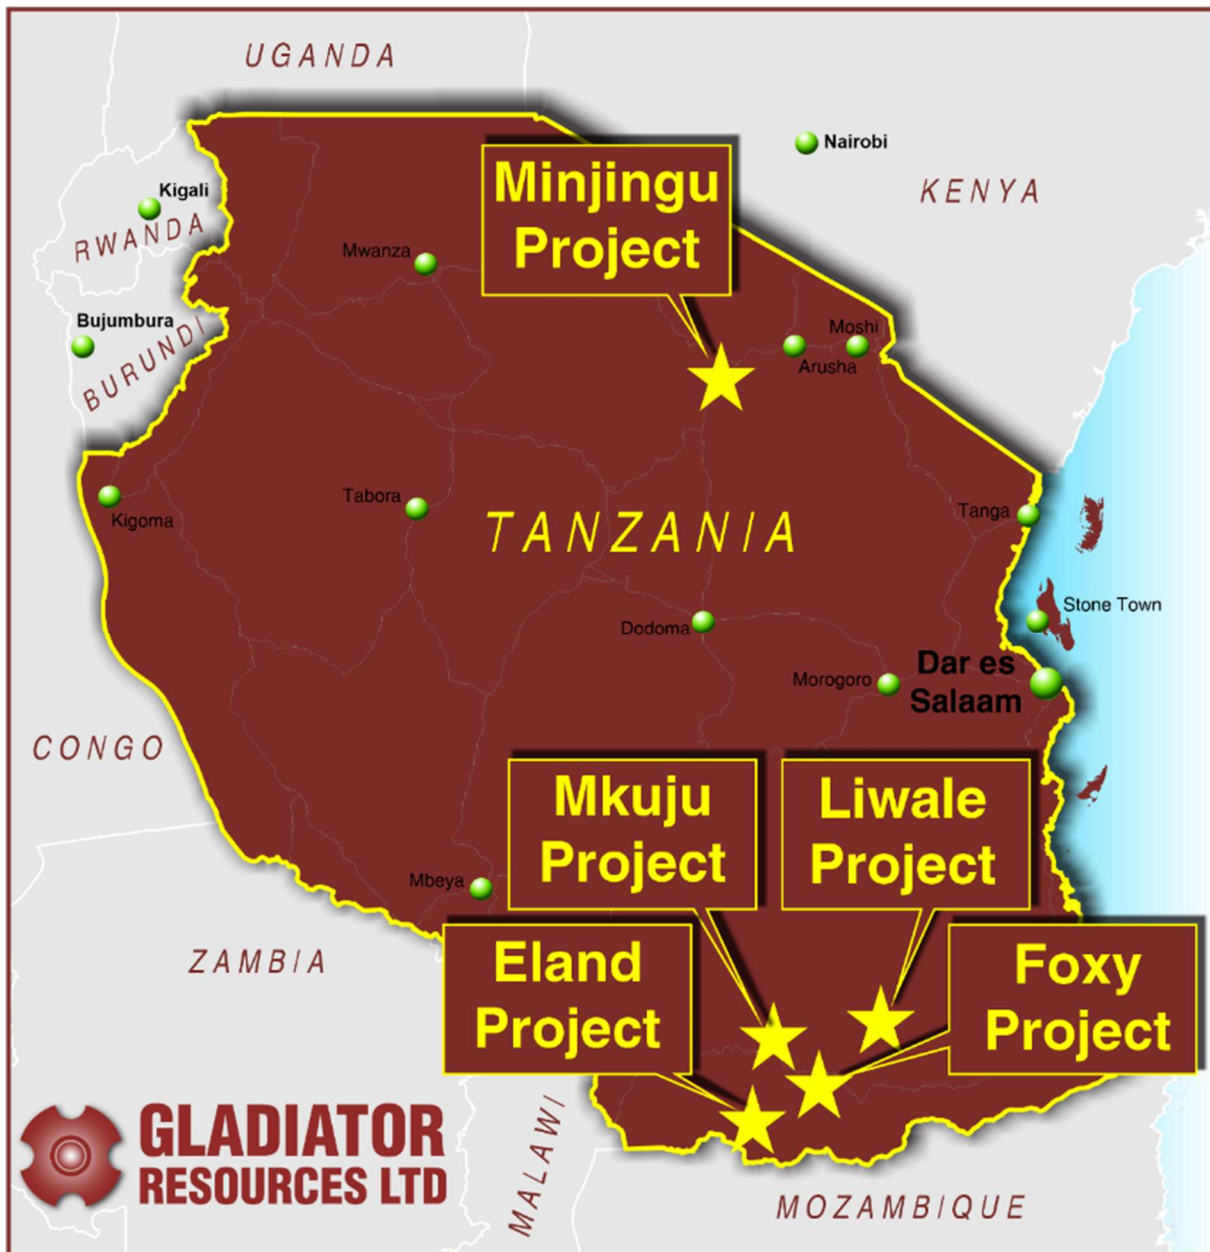 UGANDA
Nairobi
Minjingu
Project
KENYA
Kigali
RWANDA
Mwanza
Bujumbura
BURUNDI
Moshi
Arusha
Kigoma
Tabora
TANZANIA
Tanga
Stone Town
Dodoma
Dar es
Salaam
Morogoro
CONGO
Mkuju
Project
Liwale
Project
Mbeya
ZAMBIA
Eland
Project
Foxy
Project
MALAWI
GLADIATOR
RESOURCES LTD
MOZAMBIQUE